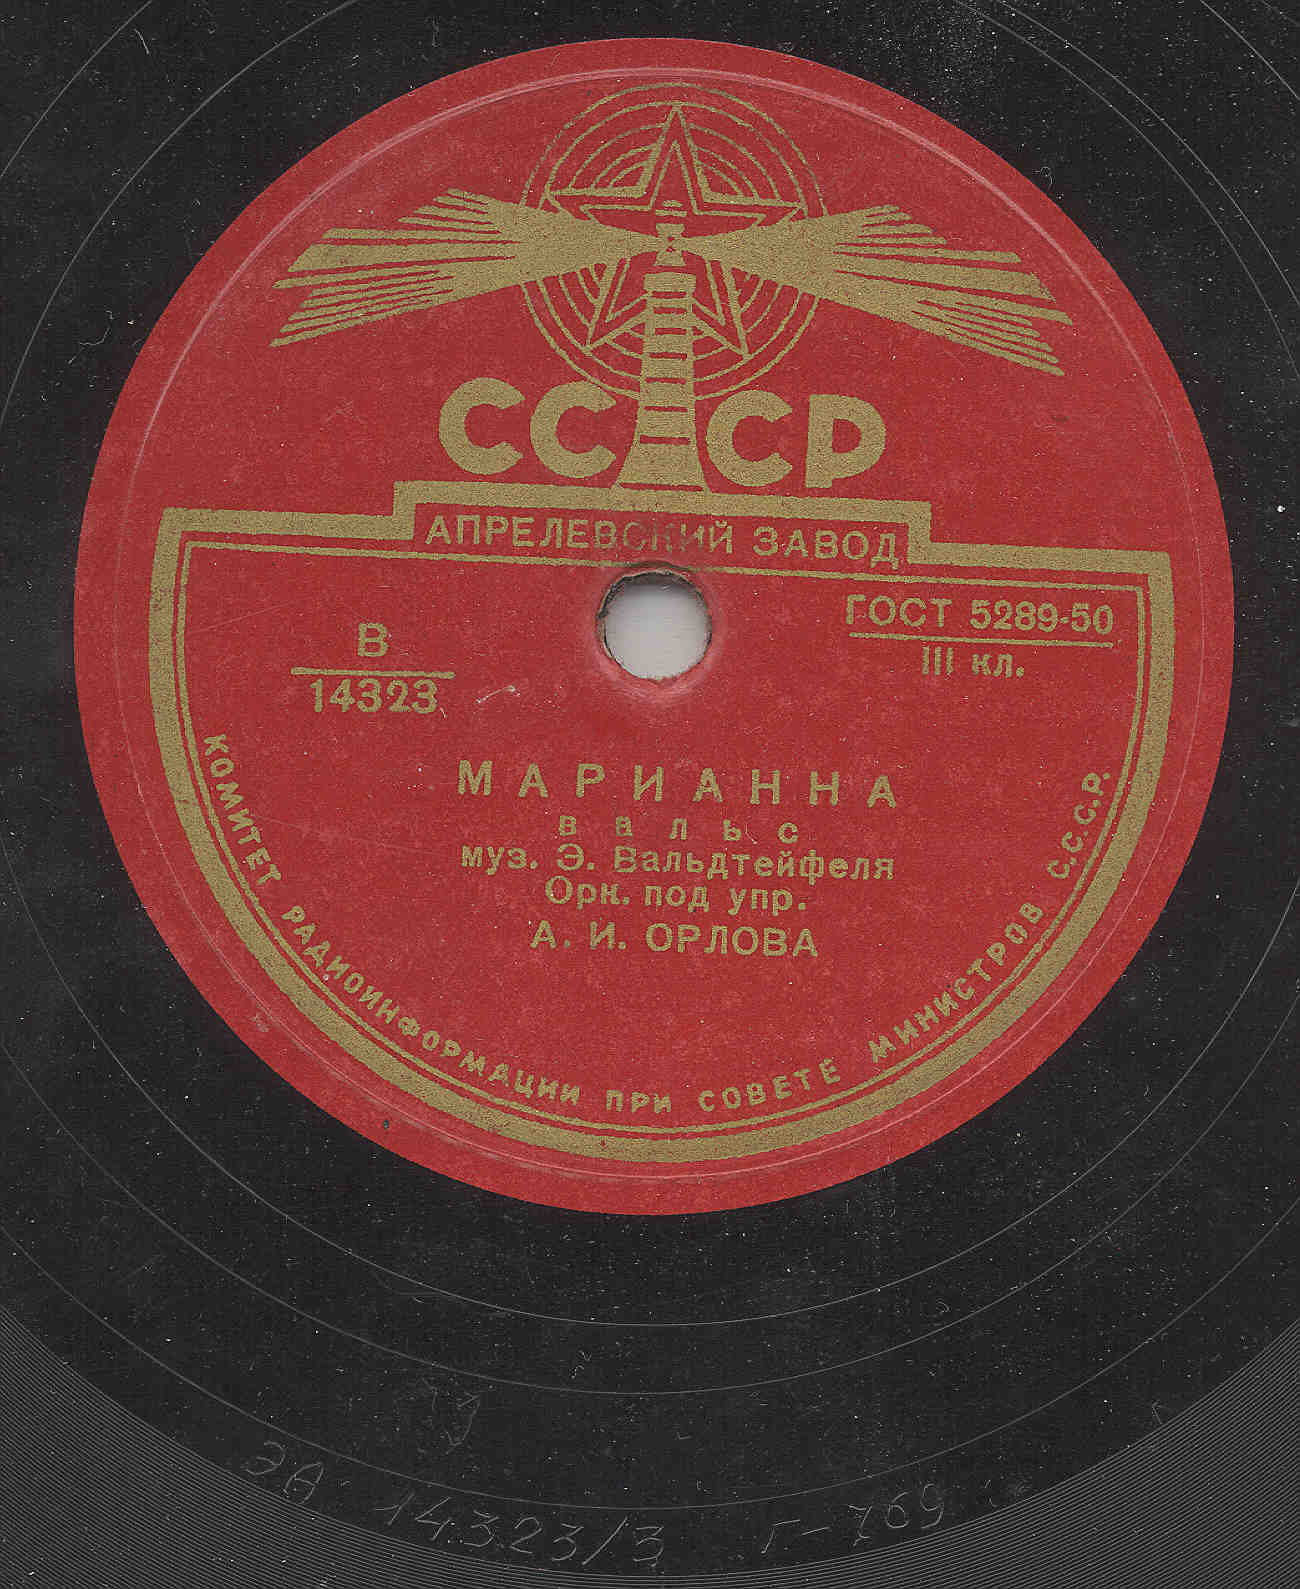 СССР
АПРЕЛЕВСКИЙ ЗАВОД
ГОСТ 5289-50
III кл.
В
14323
МАРИАННА
вальс
муз. Э. Вальдтейфеля
Орк. под упр.
А. И. ОРЛОВА
КОМИТЕТ РАДИОИНФОРМАЦИИ ПРИ СОВЕТЕ МИНИСТРОВ С.С.С.Р.
14323/3 Г-769